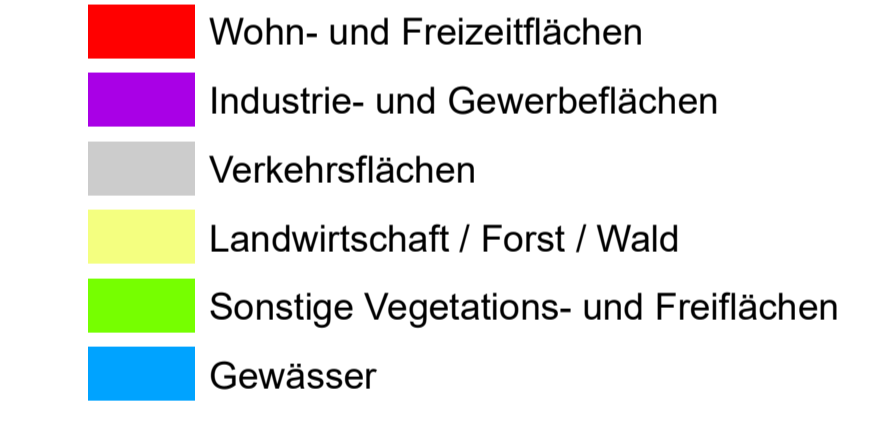 Wohn- und Freizeitflächen
Industrie- und Gewerbeflächen
Verkehrsflächen
Landwirtschaft / Forst / Wald
Sonstige Vegetations- und Freiflächen
Gewässer